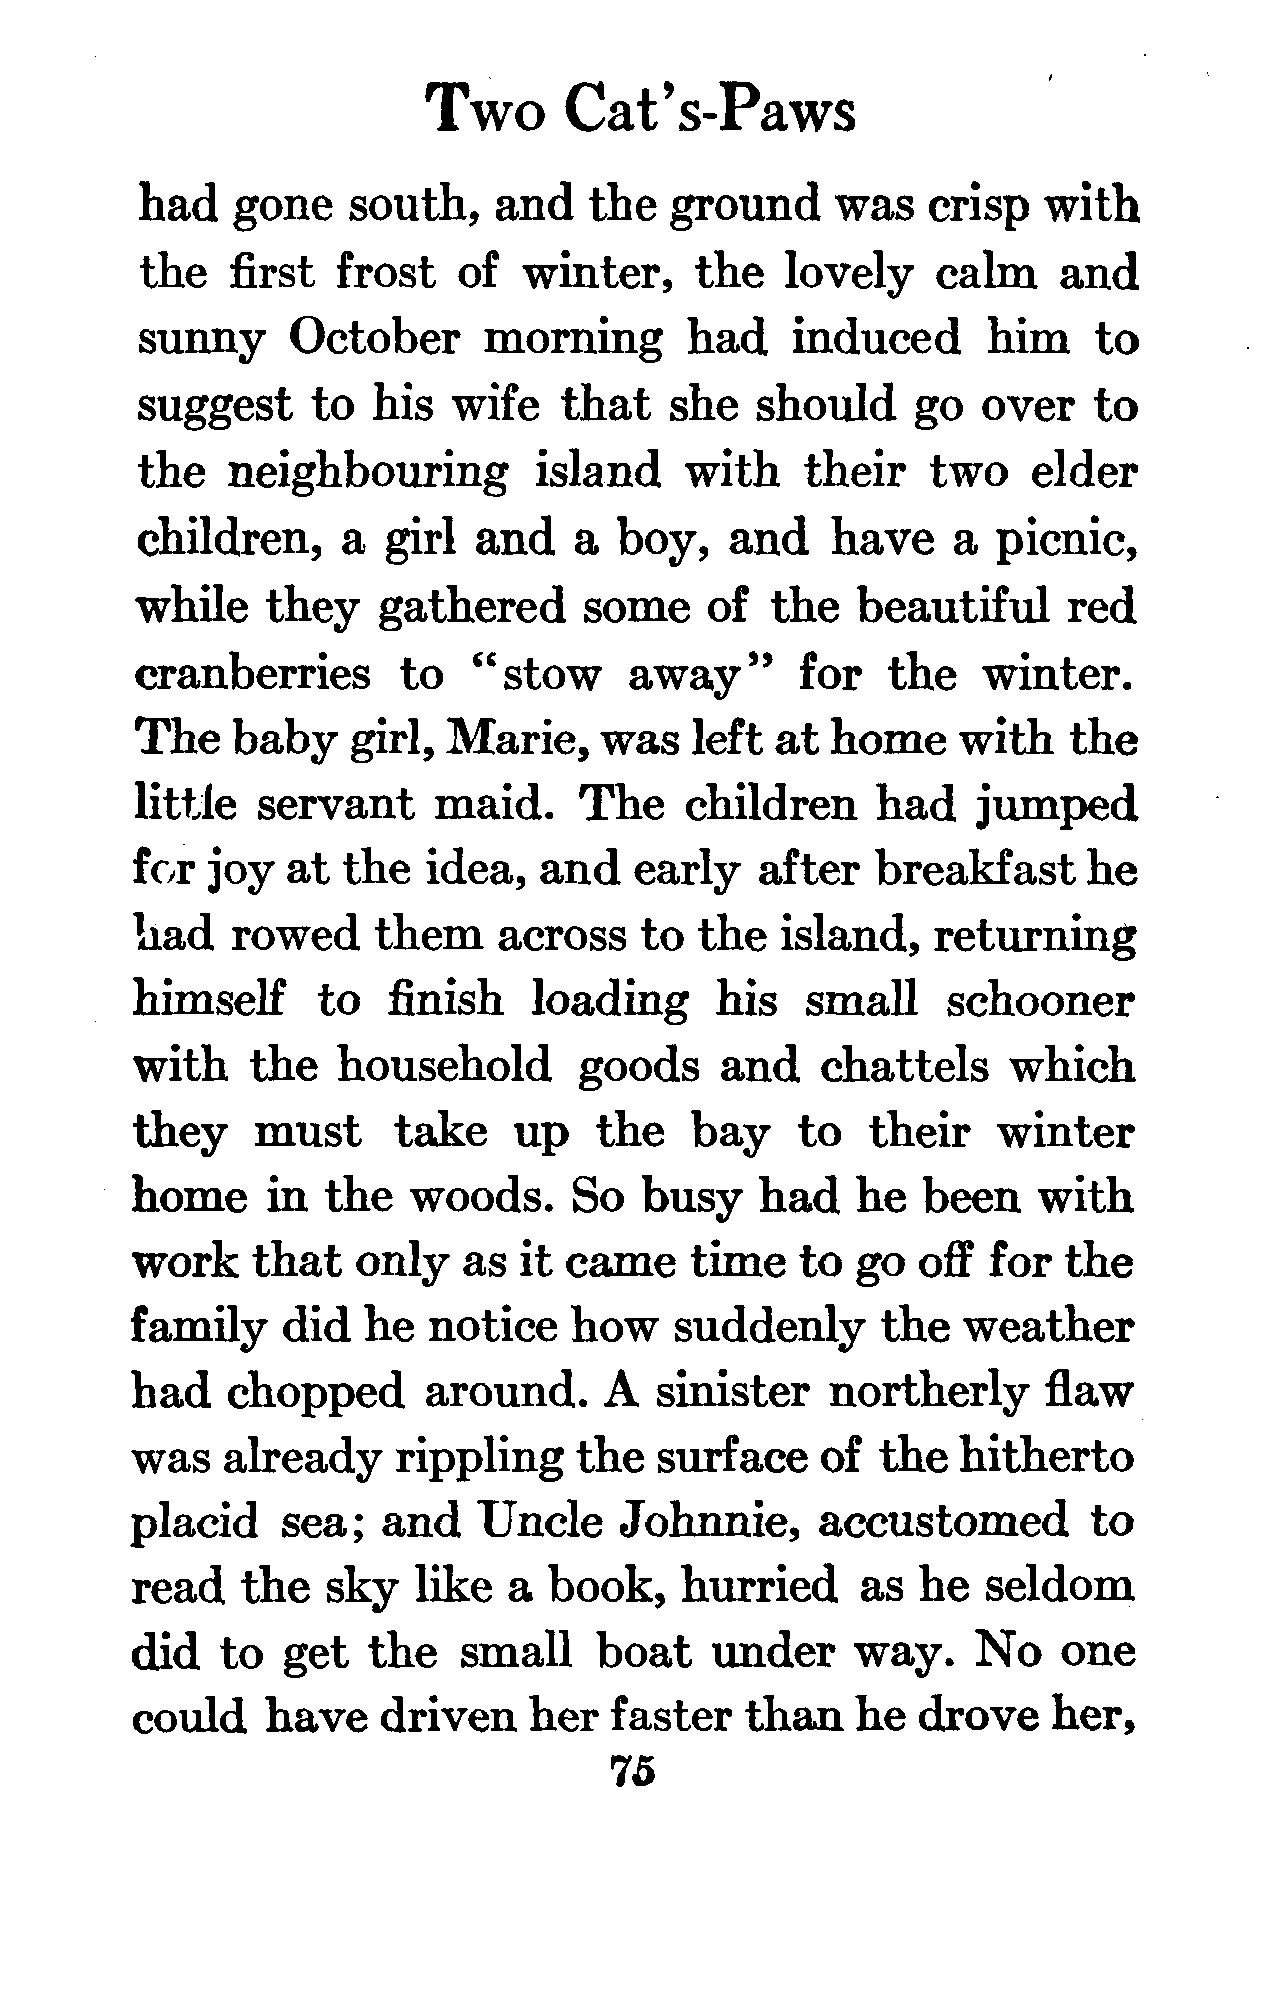 Two Cat's-Paws
had gone south, and the ground was crisp with
the first frost of winter, the lovely calm and
sunny October morning had induced him to
suggest to his wife that she should go over to
the neighbouring island with their two elder
children, a girl and a boy, and have a picnic,
while they gathered some of the beautiful red
cranberries to "stow away" for the winter.
The baby girl, Marie, was left at home with the
little servant maid. The children had jumped
for joy at the idea, and early after breakfast he
had rowed them across to the island, returning
himself to finish loading his small schooner
with the household goods and chattels which
they must take up the bay to their winter
home in the woods. So busy had he been with
work that only as it came time to go off for the
family did he notice how suddenly the weather
had chopped around. A sinister northerly flaw
was already rippling the surface of the hitherto
placid sea; and Uncle Johnnie, accustomed to
read the sky like a book, hurried as he seldom
did to get the small boat under way. No one
could have driven her faster than he drove her,
75